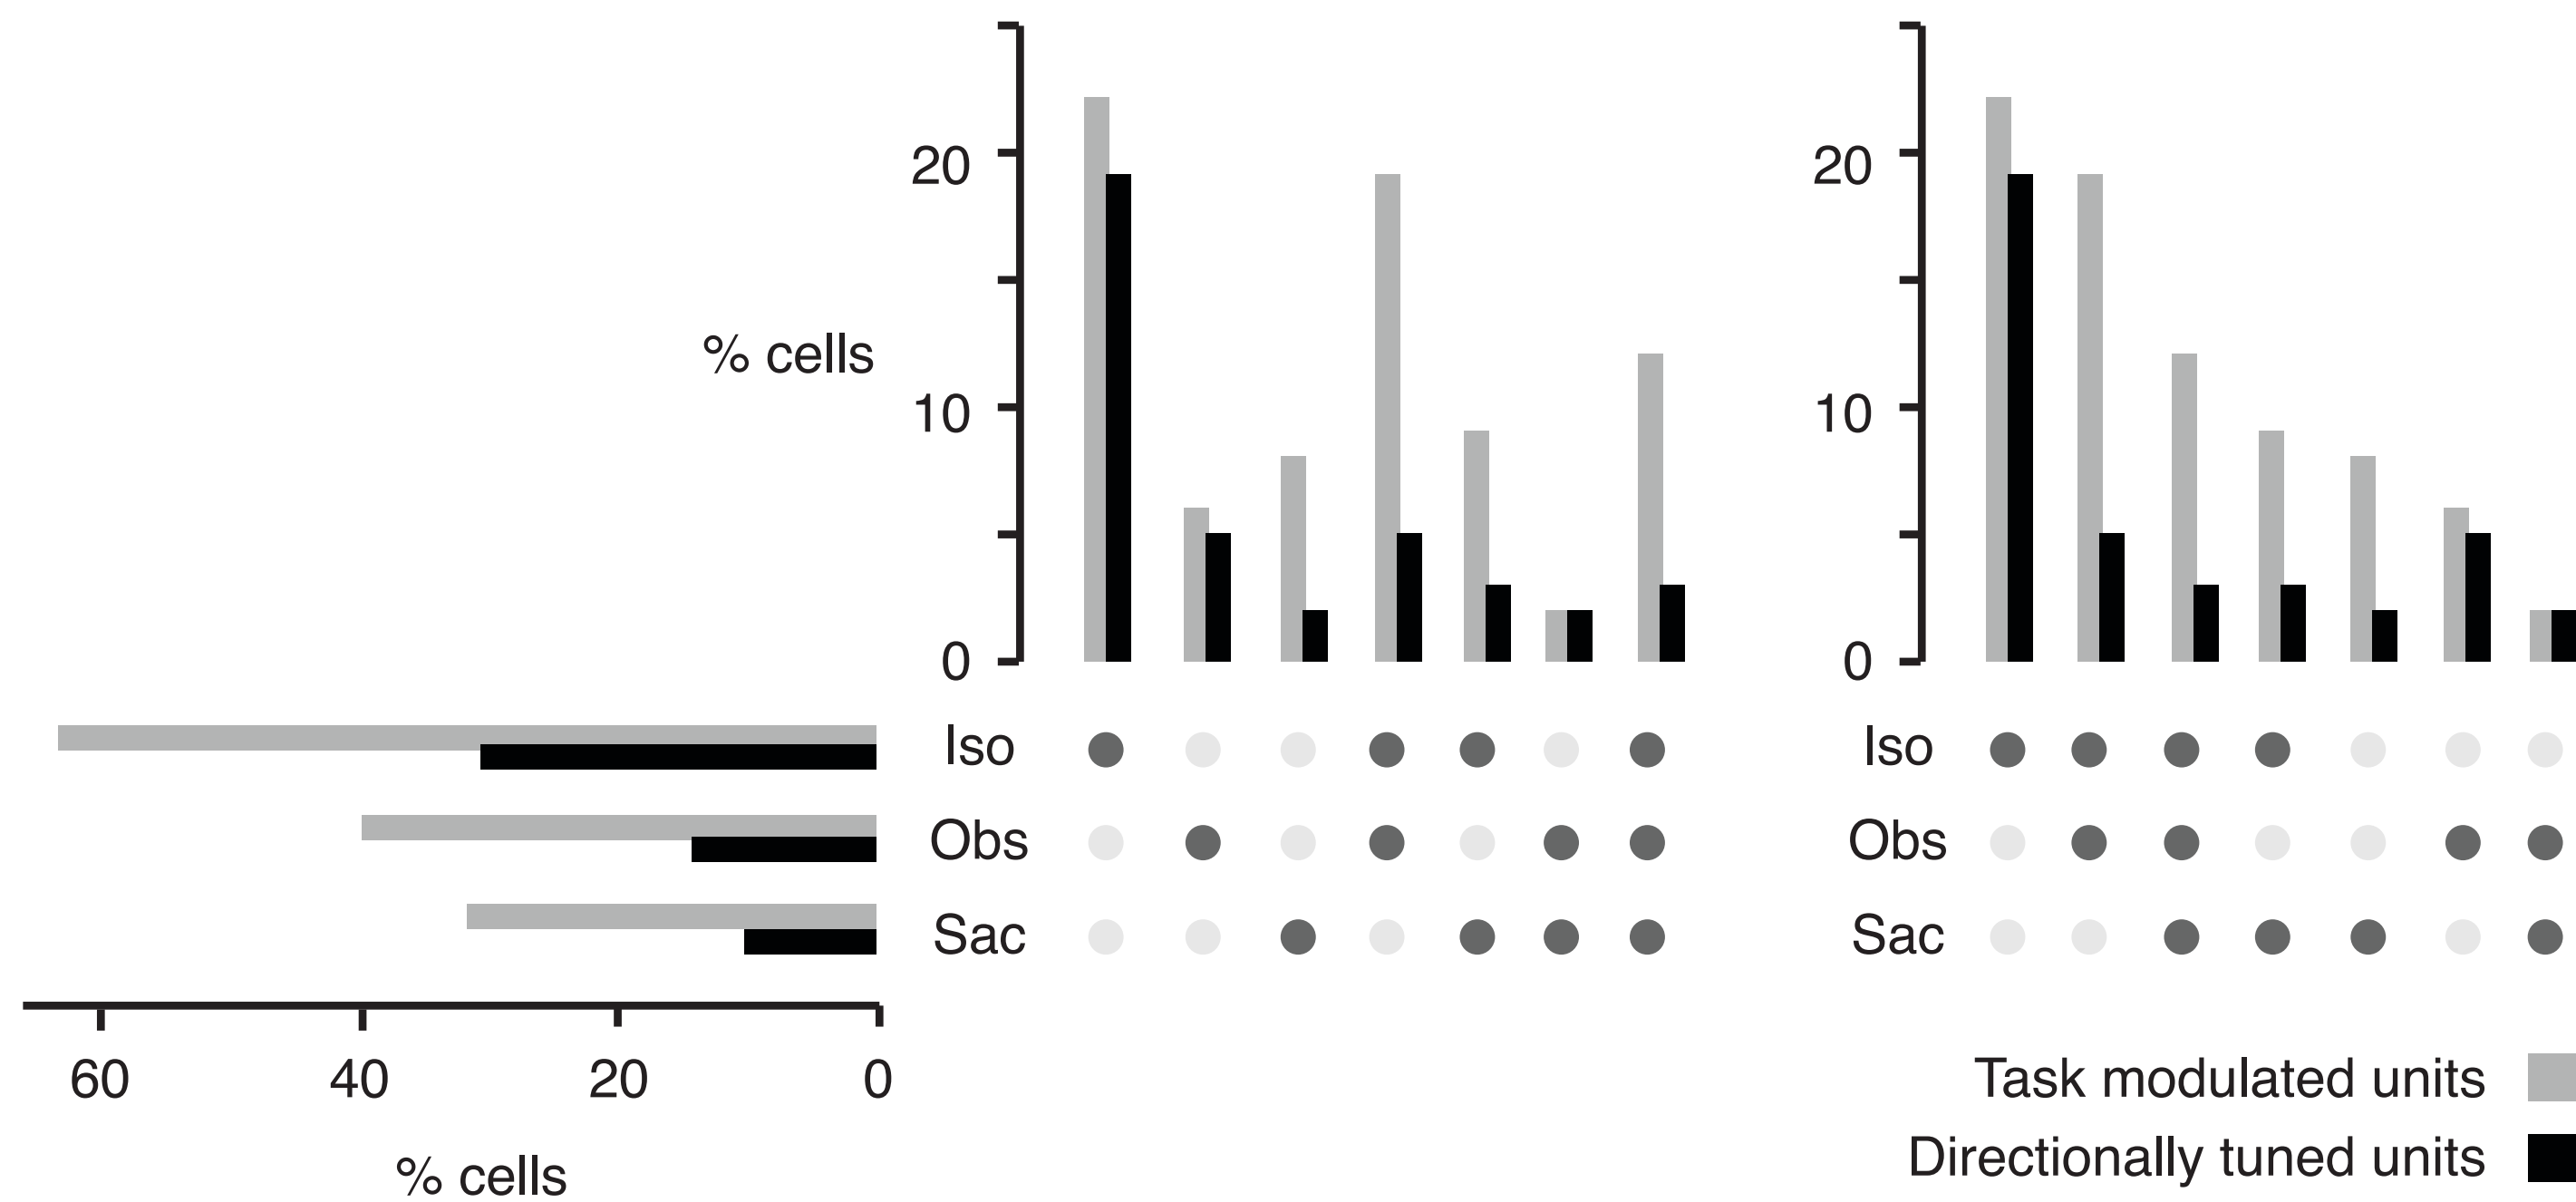 20
% cells
10
0
Iso
Obs
Sac
60 40 20 0
% cells
20
10
0
Iso
Obs
Sac
Task modulated units
Directionally tuned units